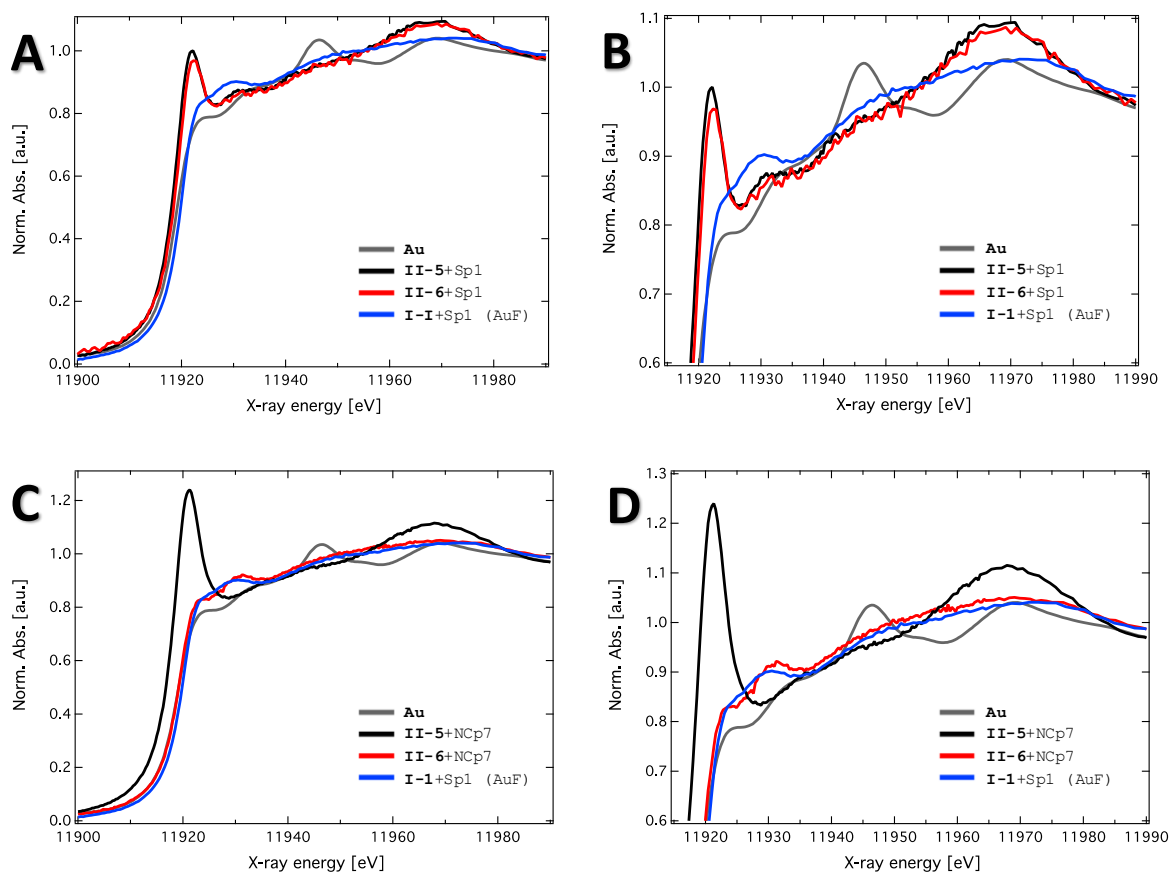 A
Norm. Abs. [a.u.]
1.0
0.8
0.6
0.4
0.2
0.0
Au
II-5+Sp1
II-6+Sp1
I-I+Sp1 (AuF)
11900
11920
11940
11960
11980
X-ray energy [eV]
B
Norm. Abs. [a.u.]
1.1
1.0
0.9
0.8
0.7
0.6
Au
II-5+Sp1
II-6+Sp1
I-1+Sp1 (AuF)
11920
11930
11940
11950
11960
11970
11980
11990
X-ray energy [eV]
C
Norm. Abs. [a.u.]
1.2
1.0
0.8
0.6
0.4
0.2
0.0
Au
II-5+NCp7
II-6+NCp7
I-1+Sp1 (AuF)
11900
11920
11940
11960
11980
X-ray energy [eV]
D
Norm. Abs. [a.u.]
1.3
1.2
1.1
1.0
0.9
0.8
0.7
0.6
Au
II-5+NCp7
II-6+NCp7
I-1+Sp1 (AuF)
11920
11930
11940
11950
11960
11970
11980
11990
X-ray energy [eV]